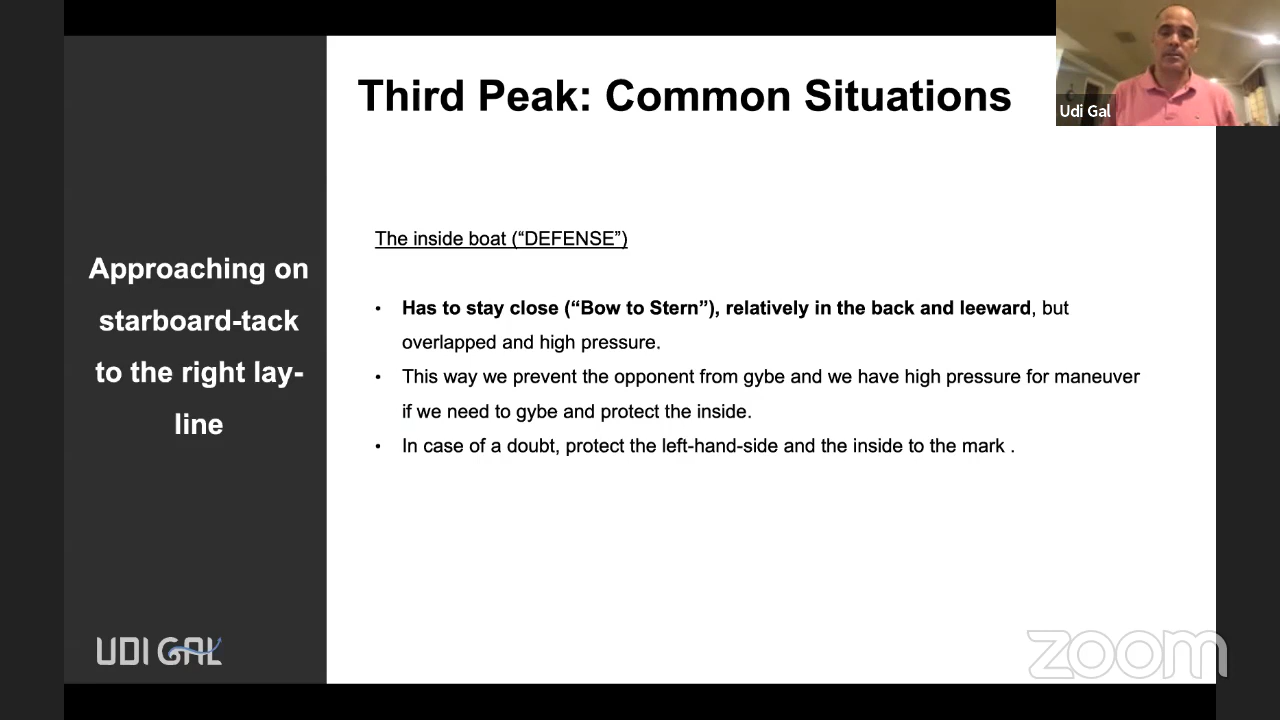 Third Peak: Common Situations
Udi Gal
Approaching on
starboard-tack
to the right lay-
line
The inside boat (“DEFENSE”)
• Has to stay close (“Bow to Stern”), relatively in the back and leeward, but
overlapped and high pressure.
• This way we prevent the opponent from gybe and we have high pressure for maneuver
if we need to gybe and protect the inside.
• In case of a doubt, protect the left-hand-side and the inside to the mark .
UDI GAL
zoom